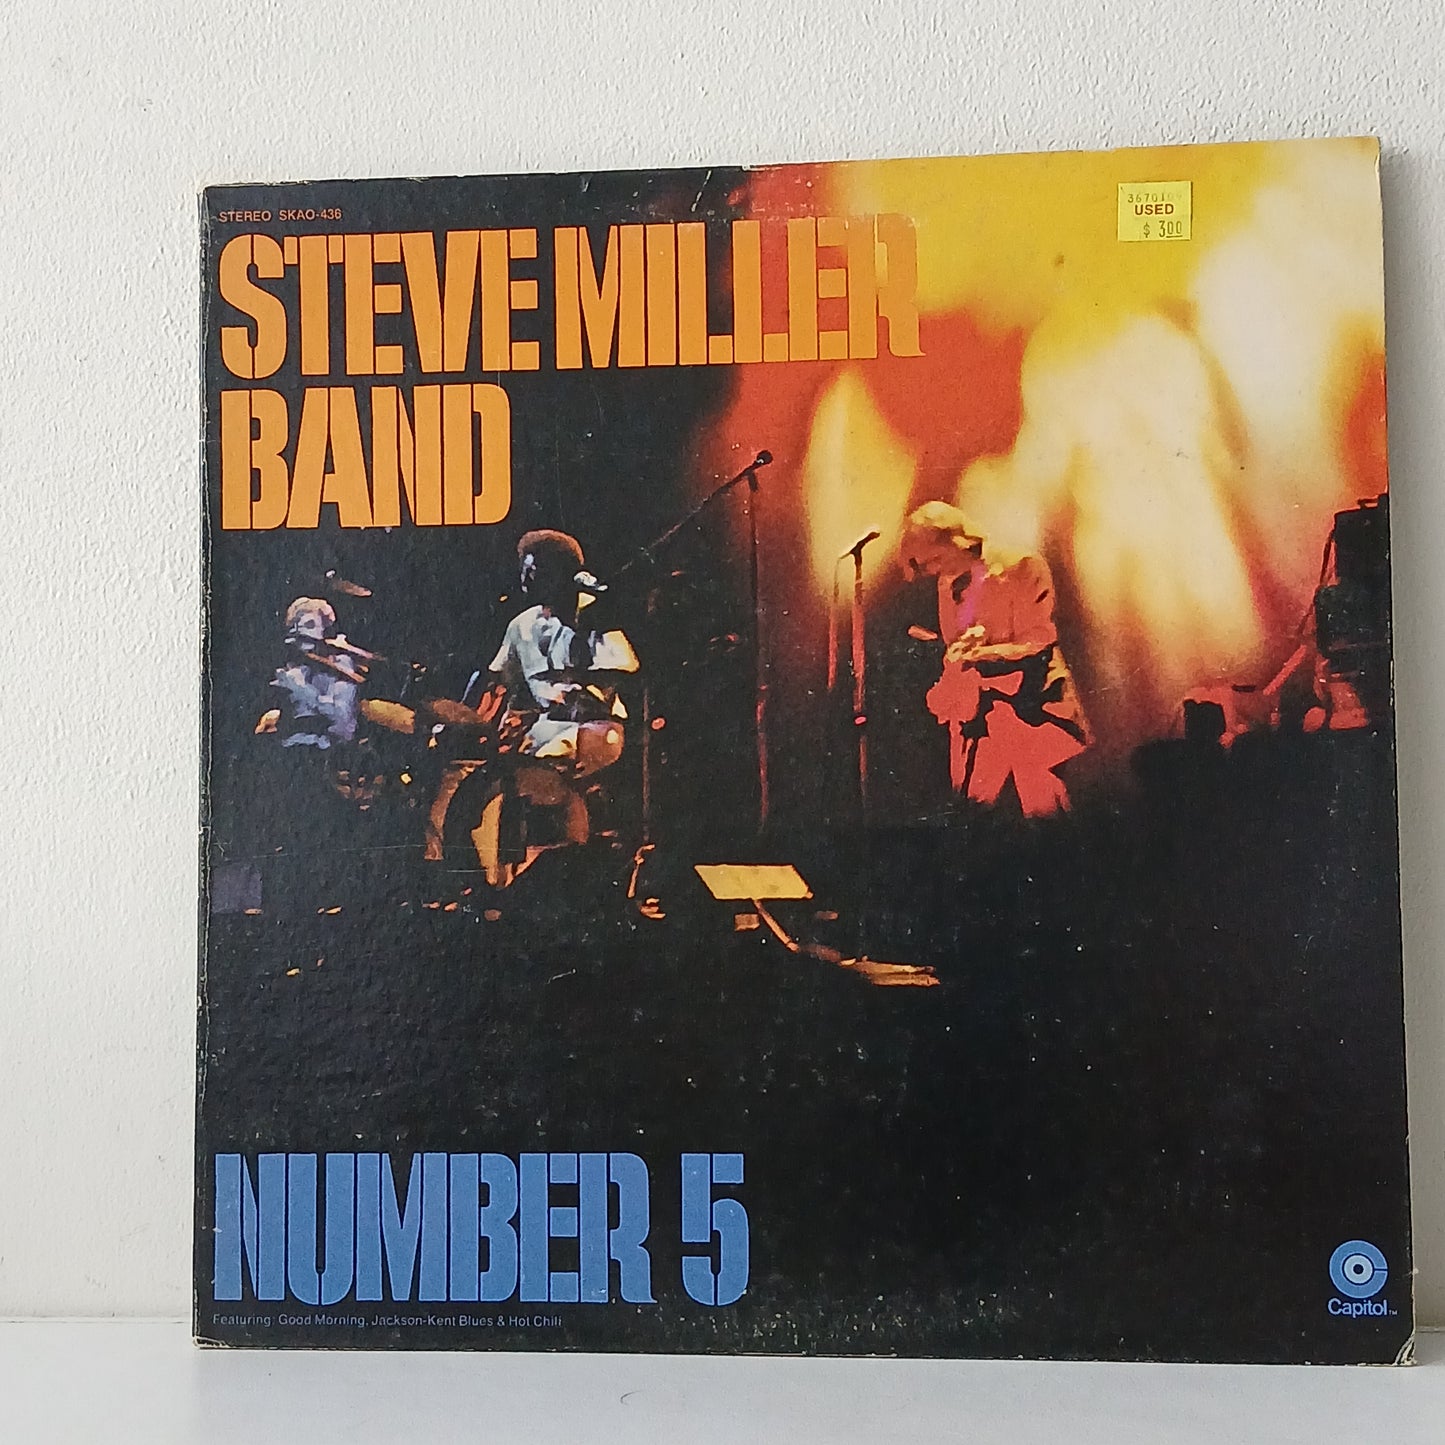 STEREO SKAO-436
STEVE MILLER
BAND
USED
$ 3.00
NUMBER 5
Featuring: Good Morning, Jackson-Kent Blues & Hot Chili
Capitol™